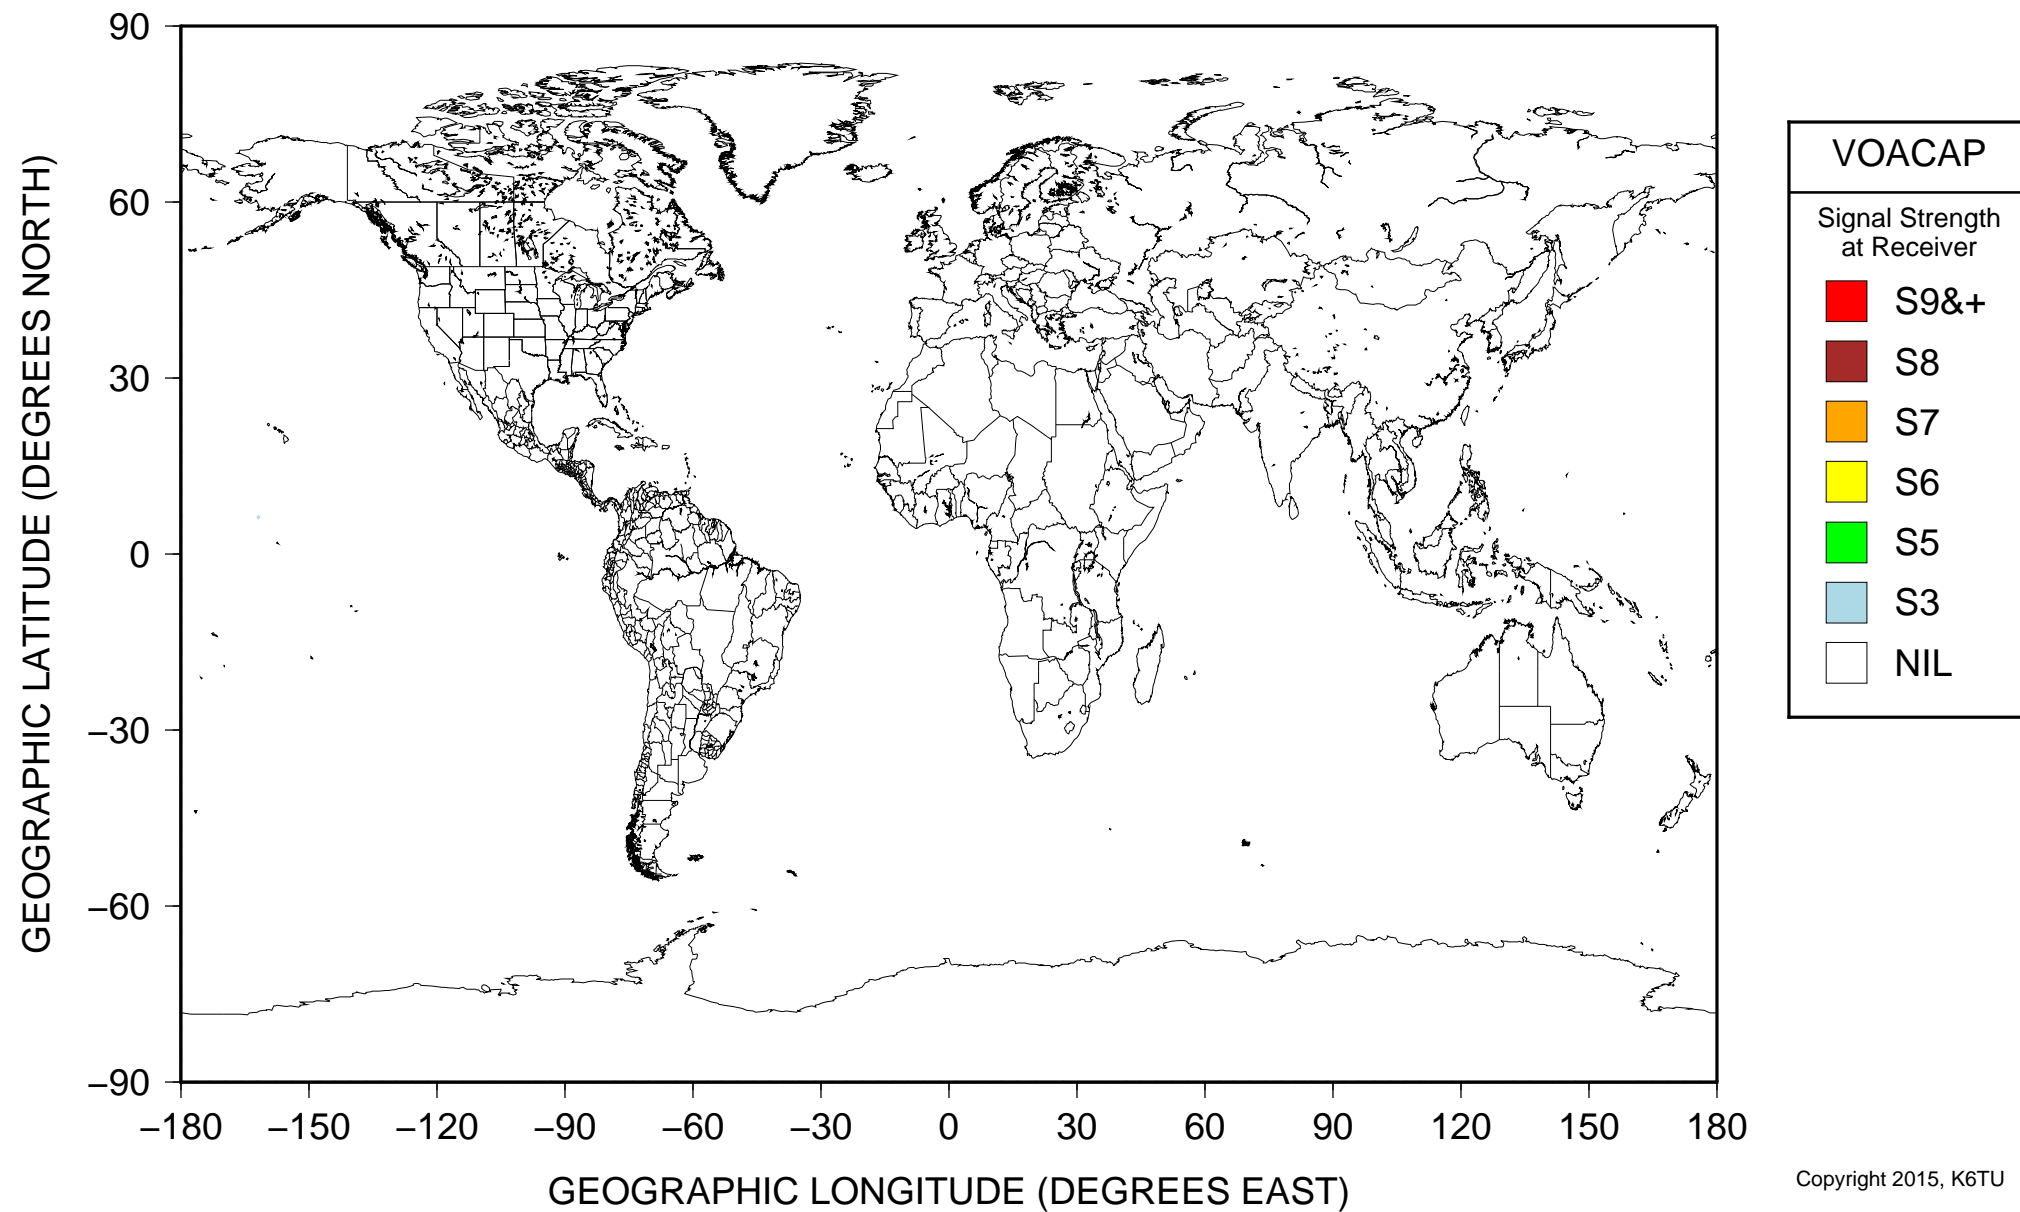 90
60
30
0
−30
−60
−90
GEOGRAPHIC LATITUDE (DEGREES NORTH)
−180 −150 −120 −90 −60 −30 0 30 60 90 120 150 180
GEOGRAPHIC LONGITUDE (DEGREES EAST)
VOACAP
Signal Strength
at Receiver
S9&+
S8
S7
S6
S5
S3
NIL
Copyright 2015, K6TU